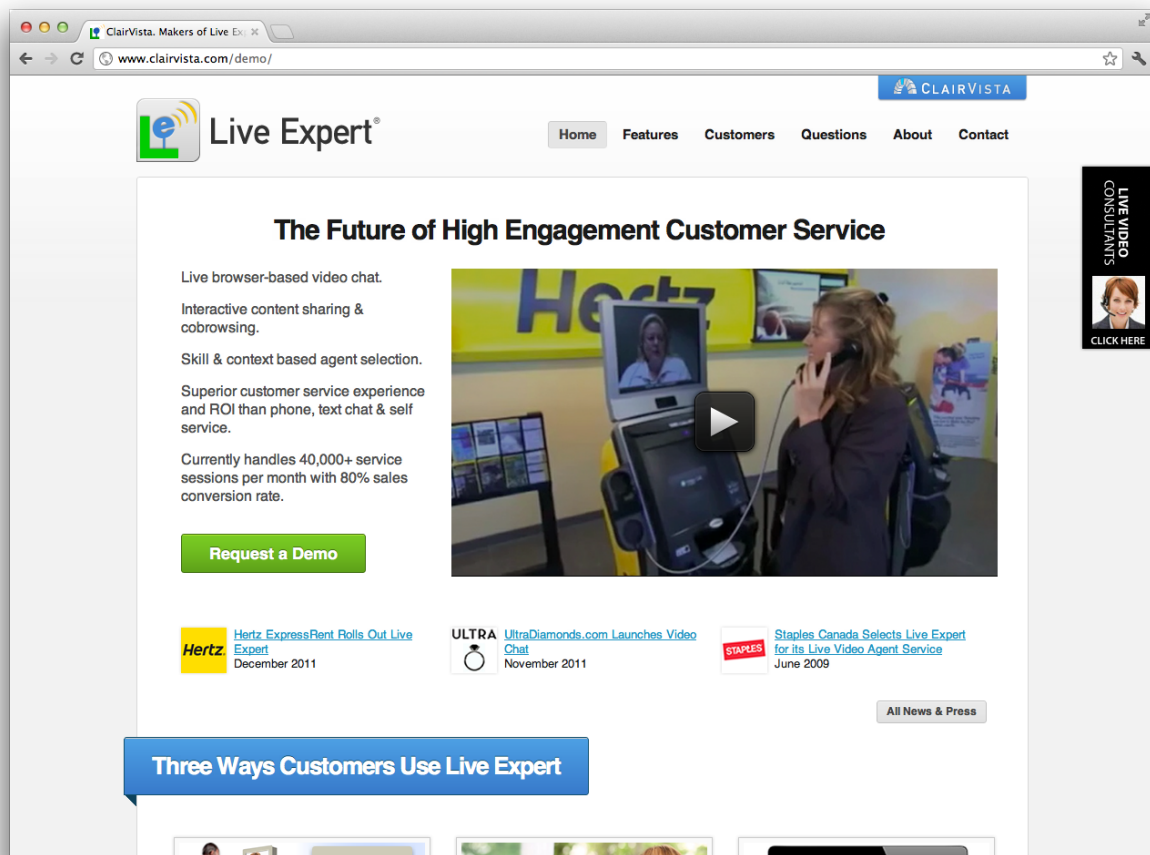 ClairVista. Makers of Live Ex
www.clairvista.com/demo/
CLAIRVISTA
Le
Live Expert®
Home
Features
Customers
Questions
About
Contact
LIVE VIDEO
CONSULTANTS
CLICK HERE
The Future of High Engagement Customer Service
Live browser-based video chat.
Interactive content sharing &
cobrowsing.
Skill & context based agent selection.
Superior customer service experience
and ROI than phone, text chat & self
service.
Currently handles 40,000+ service
sessions per month with 80% sales
conversion rate.
Request a Demo
Hertz
Hertz.
Hertz ExpressRent Rolls Out Live
Expert
December 2011
ULTRA
UltraDiamonds.com Launches Video
Chat
November 2011
STAPLES
Staples Canada Selects Live Expert
for its Live Video Agent Service
June 2009
All News & Press
Three Ways Customers Use Live Expert